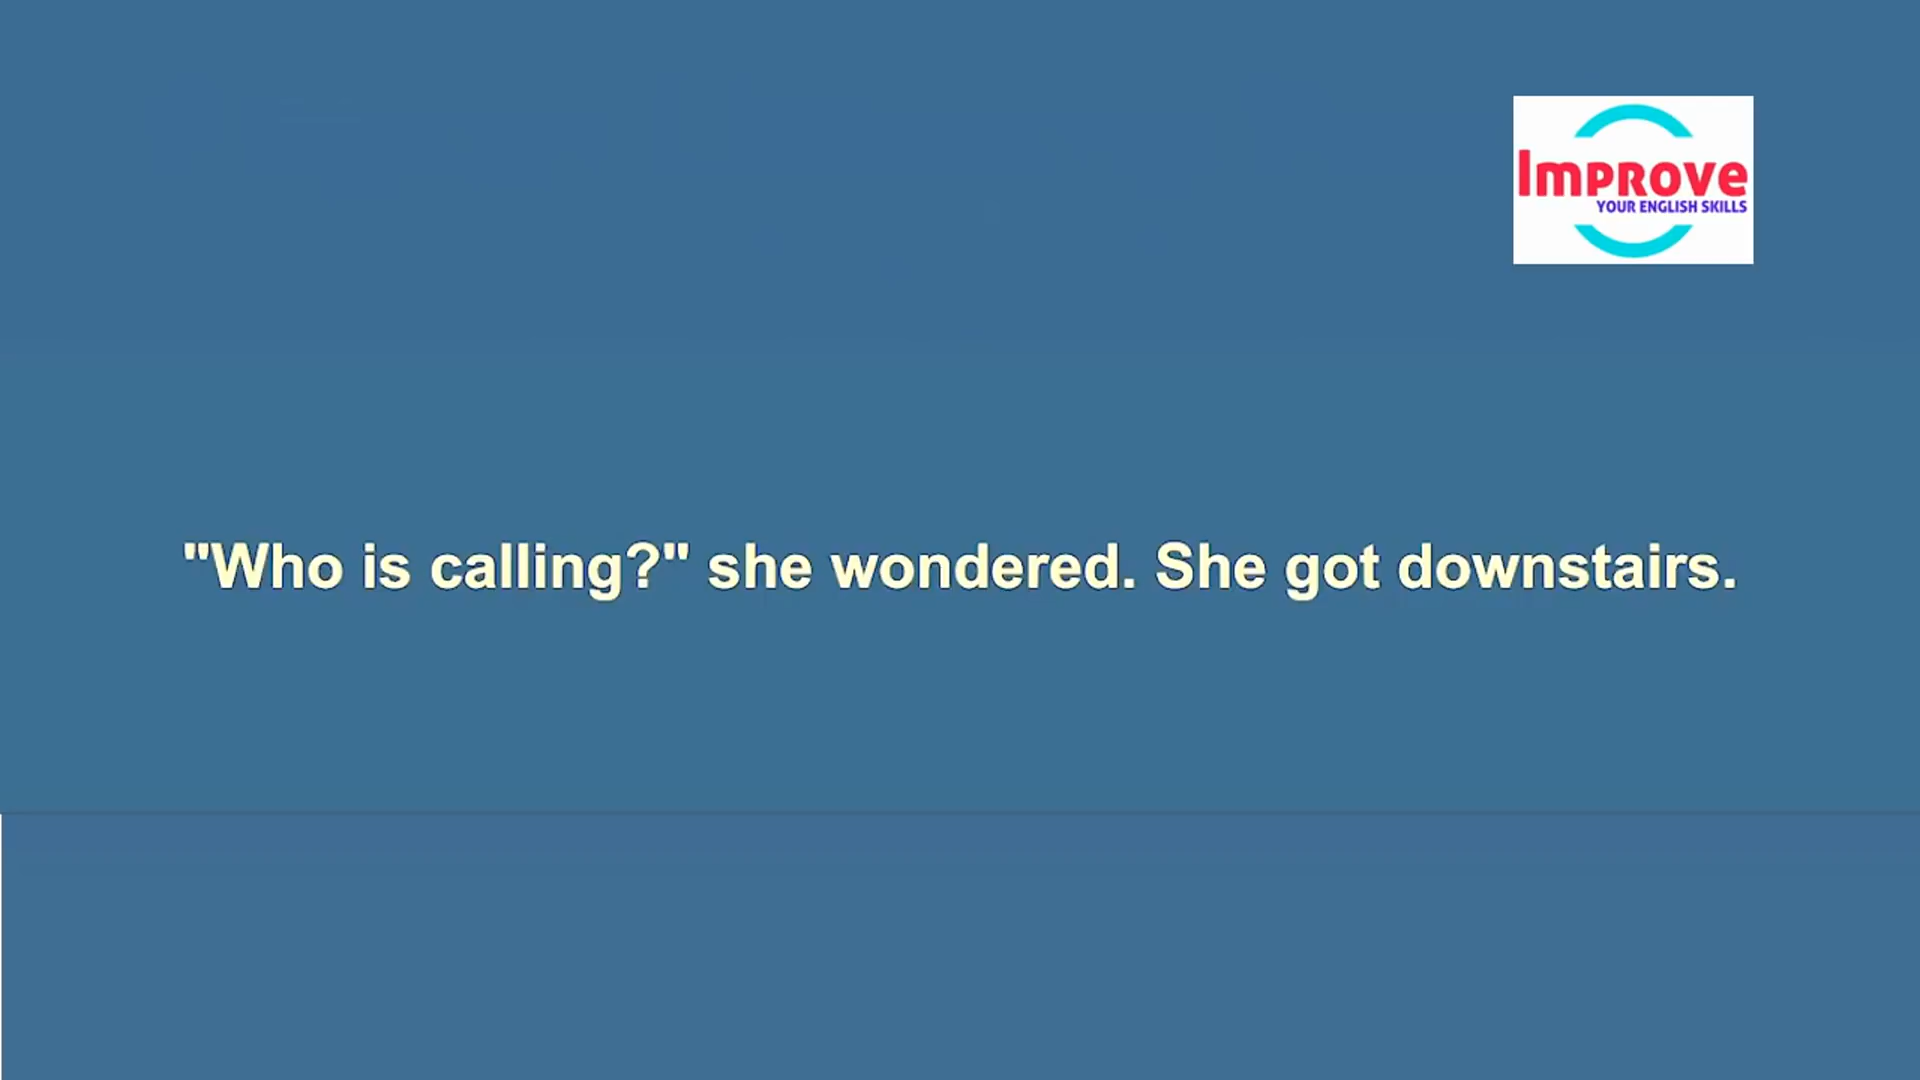 Improve
YOUR ENGLISH SKILLS
"Who is calling?" she wondered. She got downstairs.